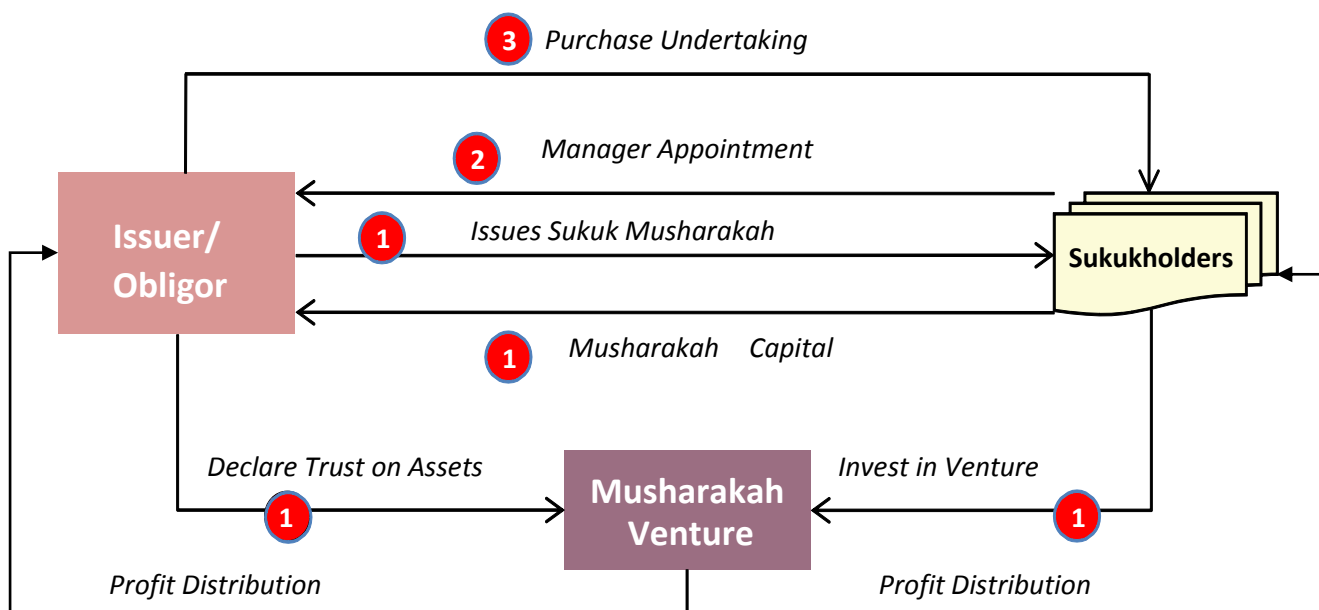 3 Purchase Undertaking
2 Manager Appointment
Issuer/
Obligor
1 Issues Sukuk Musharakah
Sukukholders
1 Musharakah Capital
Declare Trust on Assets
1
Musharakah
Venture
Invest in Venture
1
Profit Distribution
Profit Distribution